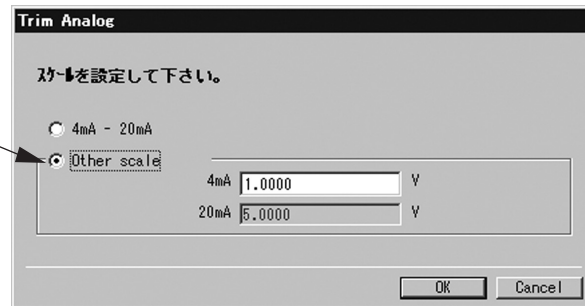 Trim Analog
ｽｹｰﾙを設定して下さい。
4mA - 20mA
Other scale
4mA 1.0000 V
20mA 5.0000 V
OK Cancel